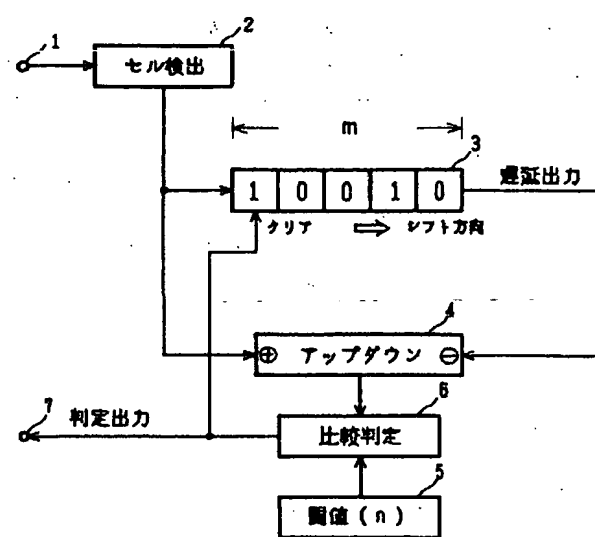 1
2
セル検出
m
3
1 0 0 1 0
遅延出力
クリア ⇒ シフト方向
4
⊕ アップダウン ⊖
6
7
判定出力
比較判定
5
閾値(n)